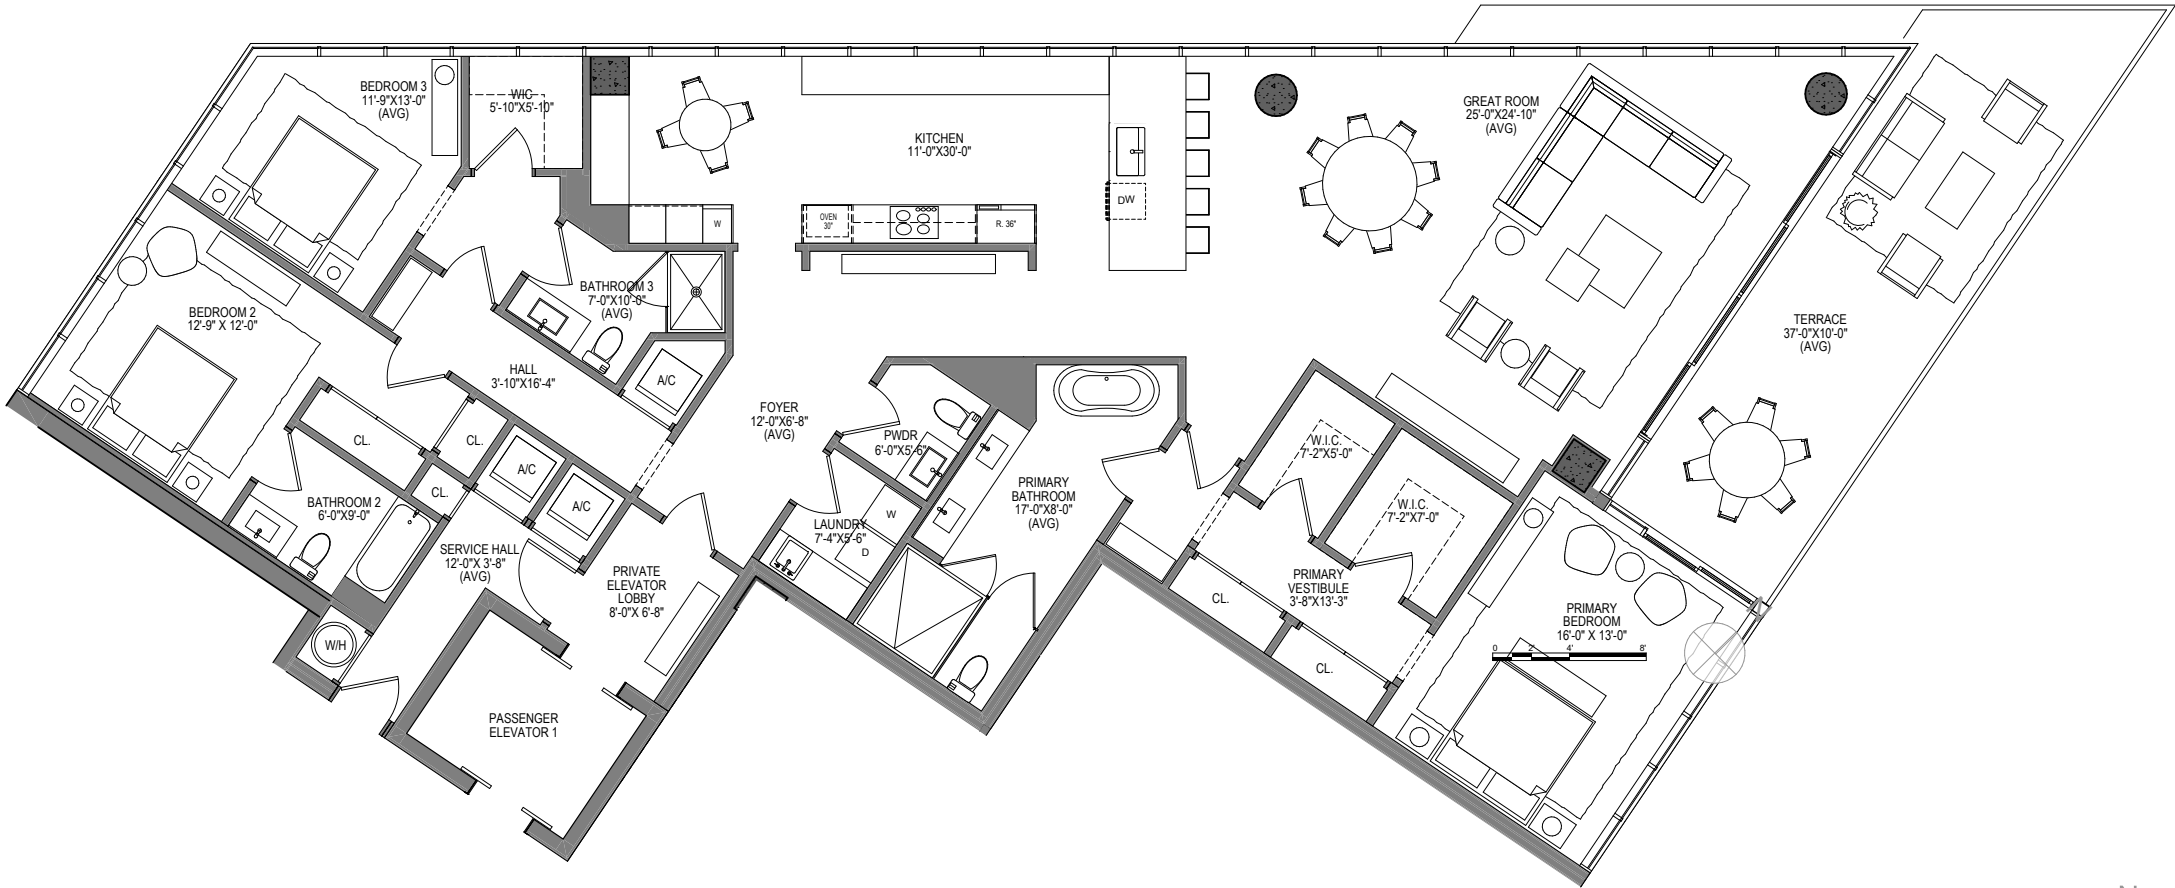 BEDROOM 3
11'-9"X13'-0"
(AVG)
WIC
5'-10"X5'-10"
KITCHEN
11'-0"X30'-0"
GREAT ROOM
25'-0"X24'-10"
(AVG)
OVEN
30"
R. 36"
W
DW
BEDROOM 2
12'-9" X 12'-0"
BATHROOM 3
7'-0"X10'-0"
(AVG)
TERRACE
37'-0"X10'-0"
(AVG)
HALL
3'-10"X16'-4"
A/C
FOYER
12'-0"X6'-8"
(AVG)
PWDR
6'-0"X5'-6"
CL.
CL.
A/C
CL.
A/C
W.I.C.
7'-2"X5'-0"
W.I.C.
7'-2"X7'-0"
PRIMARY
BATHROOM
17'-0"X8'-0"
(AVG)
BATHROOM 2
6'-0"X9'-0"
LAUNDRY
7'-4"X5'-6"
W
D
SERVICE HALL
12'-0"X 3'-8"
(AVG)
PRIVATE
ELEVATOR
LOBBY
8'-0"X 6'-8"
PRIMARY
VESTIBULE
3'-8"X13'-3"
CL.
CL.
PRIMARY
BEDROOM
16'-0" X 13'-0"
0 2' 4' 8'
W/H
PASSENGER
ELEVATOR 1
N